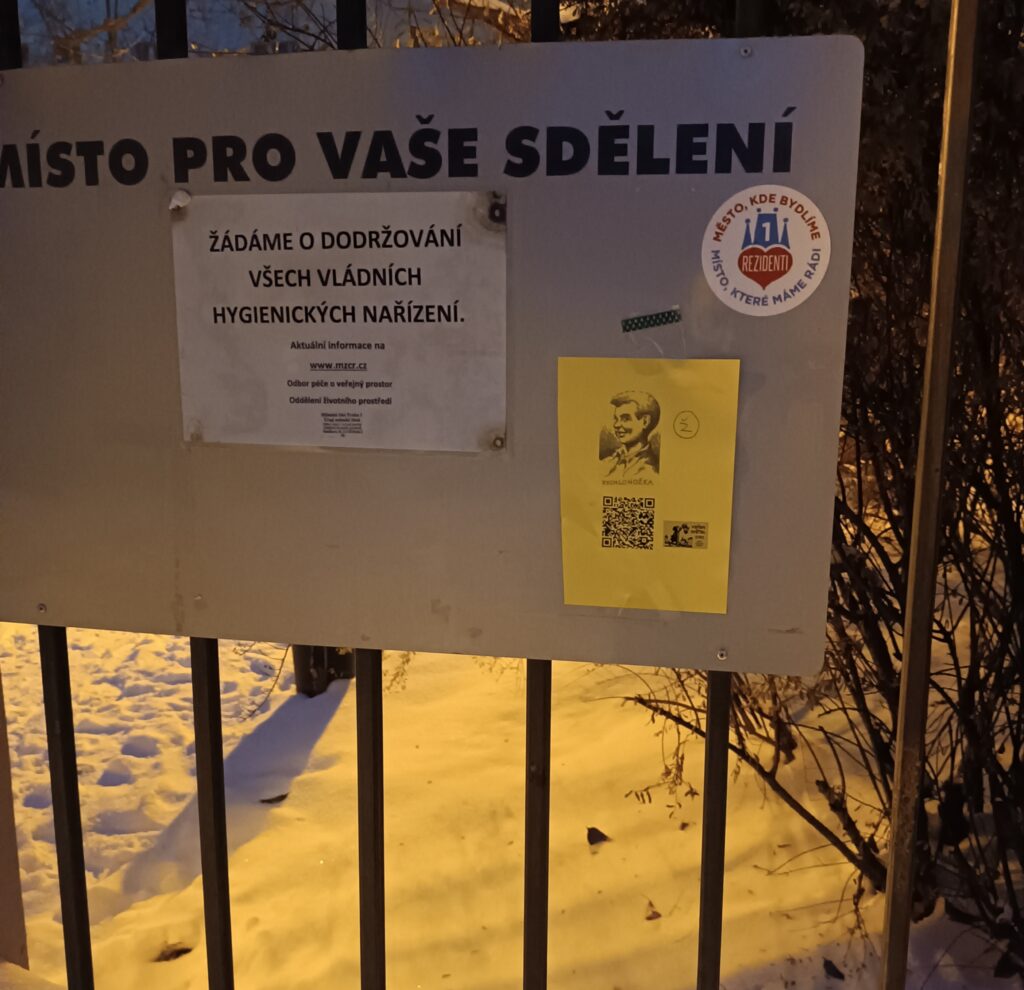 MÍSTO PRO VAŠE SDĚLENÍ
ŽÁDÁME O DODRŽOVÁNÍ
VŠECH VLÁDNÍCH
HYGIENICKÝCH NAŘÍZENÍ.
Aktuální informace na
www.mzcr.cz
Odbor péče o veřejný prostor
Oddělení životního prostředí
MĚSTO, KDE BYDLÍME
1
REZIDENTI
MÍSTO, KTERÉ MÁME RÁDI
Ž
RYCHLONOŽKA